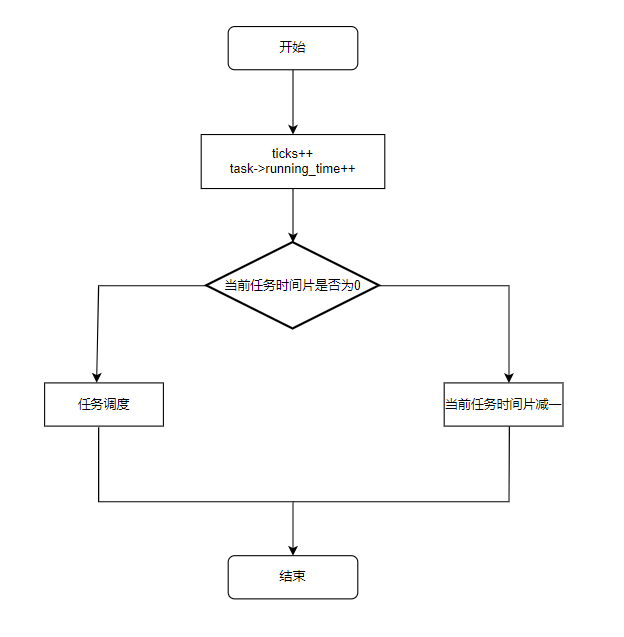 开始
ticks++
task->running_time++
当前任务时间片是否为0
任务调度
当前任务时间片减一
结束